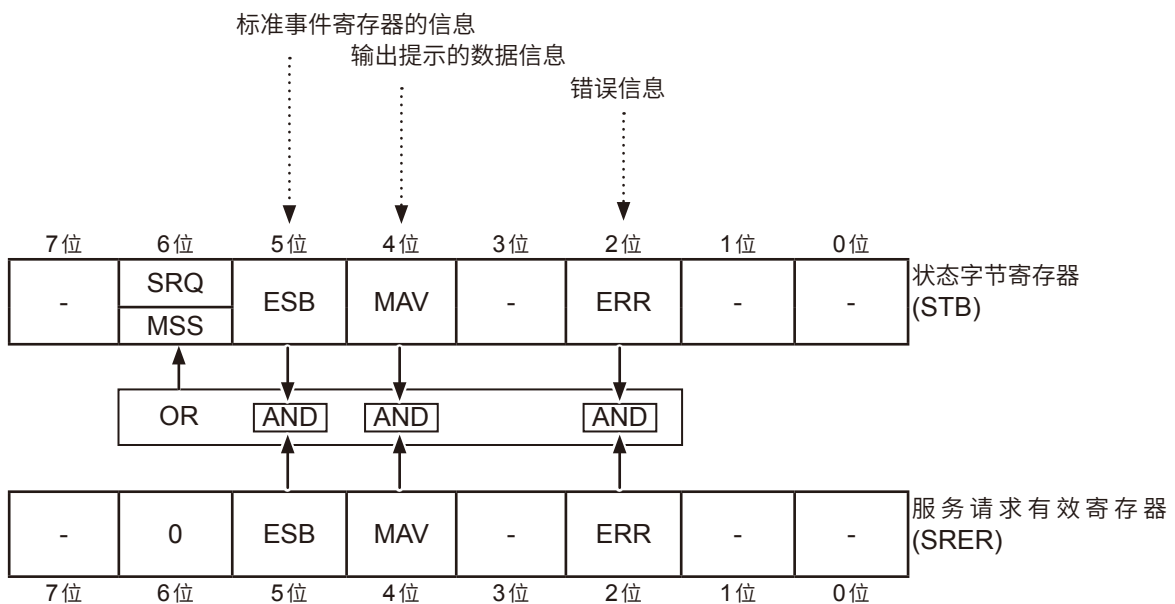 标准事件寄存器的信息
输出提示的数据信息
错误信息
7位 6位 5位 4位 3位 2位 1位 0位
- SRQ ESB MAV - ERR - -
MSS
状态字节寄存器
(STB)
OR AND AND AND
- 0 ESB MAV - ERR - -
服务请求有效寄存器
(SRER)
7位 6位 5位 4位 3位 2位 1位 0位